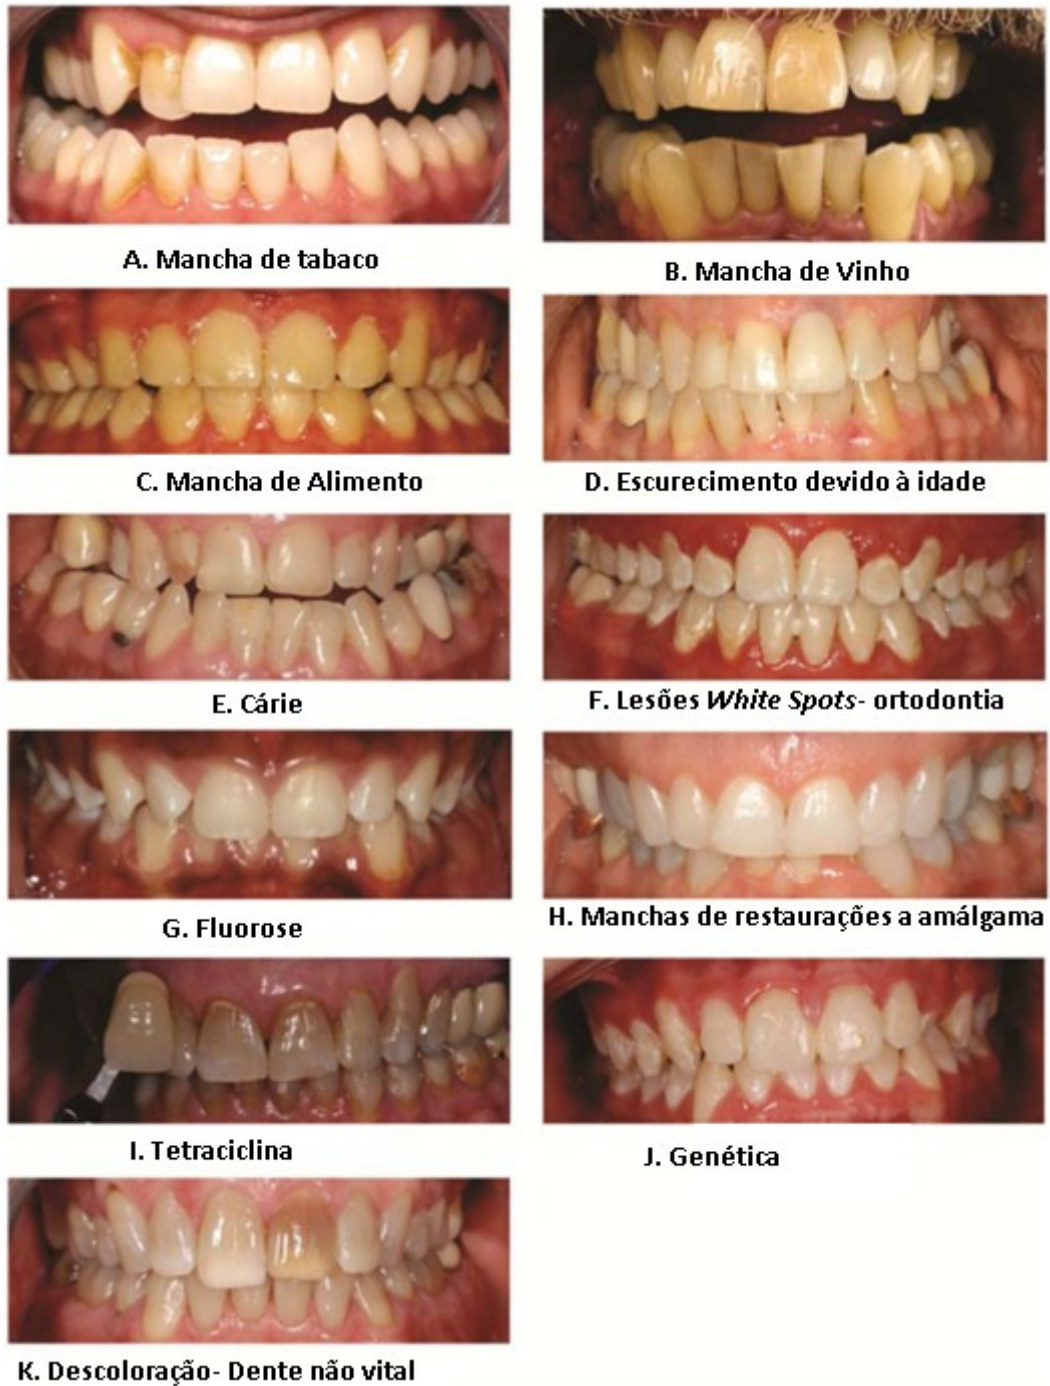 A. Mancha de tabaco
B. Mancha de Vinho
C. Mancha de Alimento
D. Escurecimento devido à idade
E. Cárie
F. Lesões White Spots- ortodontia
G. Fluorose
H. Manchas de restaurações a amálgama
I. Tetraciclina
J. Genética
K. Descoloração- Dente não vital